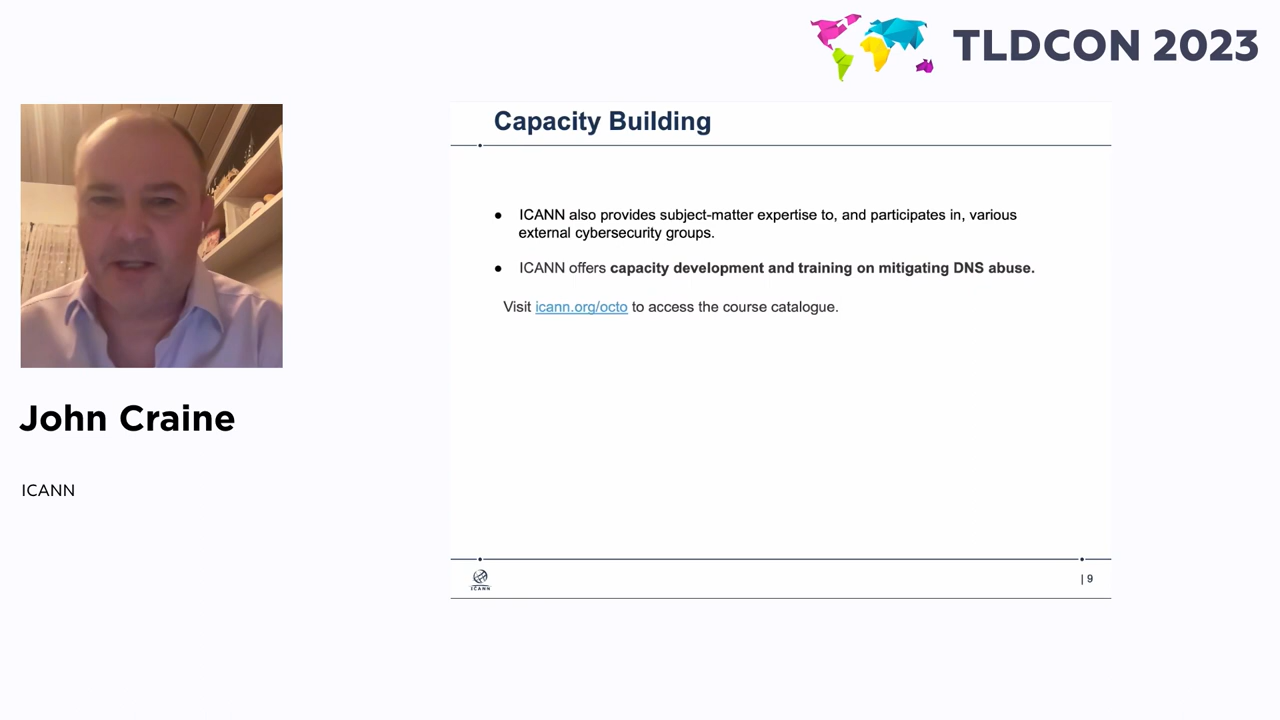 TLDCON 2023
Capacity Building
● ICANN also provides subject-matter expertise to, and participates in, various
external cybersecurity groups.
● ICANN offers capacity development and training on mitigating DNS abuse.
Visit icann.org/octo to access the course catalogue.
John Craine
ICANN
ICANN
| 9